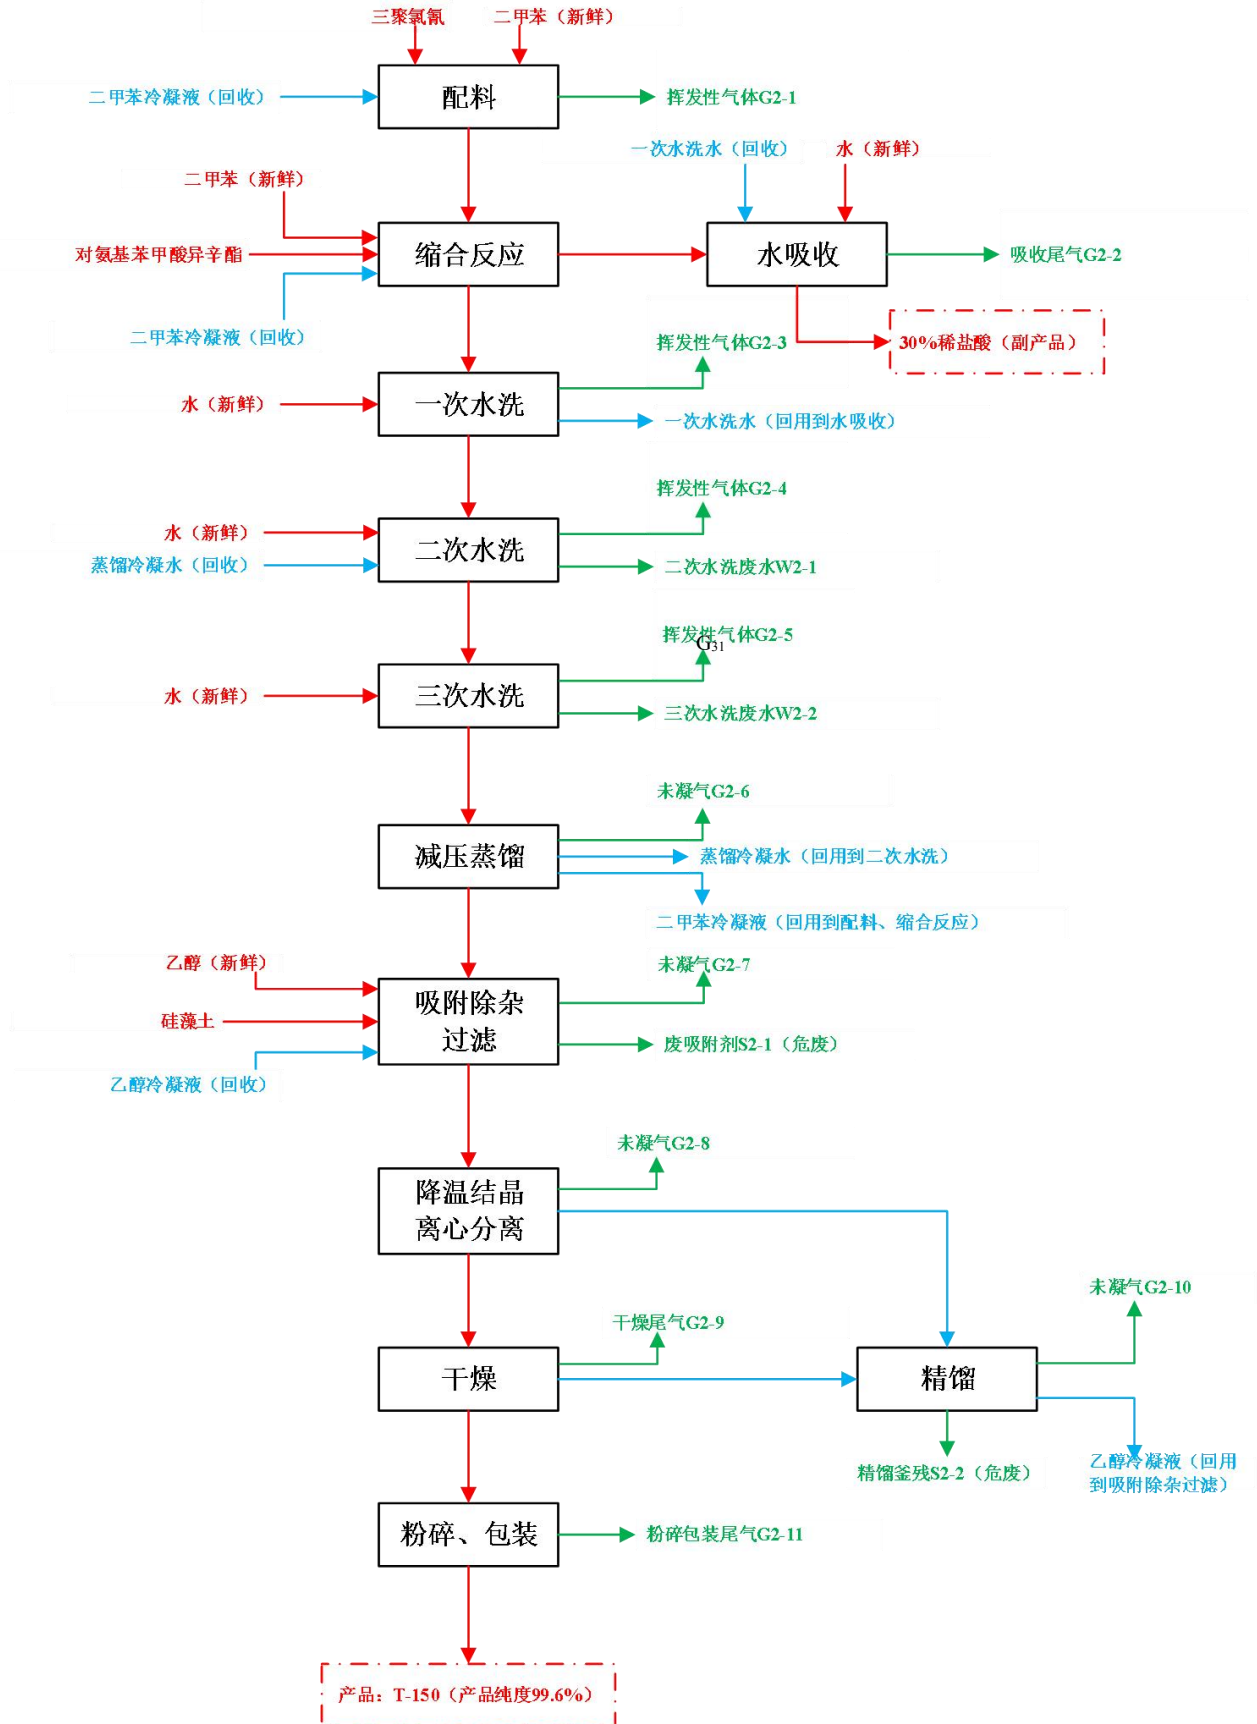 三聚氯氰
二甲苯（新鲜）
二甲苯冷凝液（回收）
配料
挥发性气体G2-1
一次水洗水（回收）
水（新鲜）
二甲苯（新鲜）
对氨基苯甲酸异辛酯
缩合反应
水吸收
吸收尾气G2-2
二甲苯冷凝液（回收）
挥发性气体G2-3
30%稀盐酸（副产品）
水（新鲜）
一次水洗
一次水洗水（回用到水吸收）
挥发性气体G2-4
水（新鲜）
二次水洗
蒸馏冷凝水（回收）
二次水洗废水W2-1
挥发性气体G2-5
G31
水（新鲜）
三次水洗
三次水洗废水W2-2
未凝气G2-6
减压蒸馏
蒸馏冷凝水（回用到二次水洗）
二甲苯冷凝液（回用到配料、缩合反应）
乙醇（新鲜）
未凝气G2-7
硅藻土
吸附除杂
过滤
废吸附剂S2-1（危废）
乙醇冷凝液（回收）
未凝气G2-8
降温结晶
离心分离
未凝气G2-10
干燥尾气G2-9
干燥
精馏
精馏釜残S2-2（危废）
乙醇冷凝液（回用
到吸附除杂过滤）
粉碎、包装
粉碎包装尾气G2-11
产品：T-150（产品纯度99.6%）